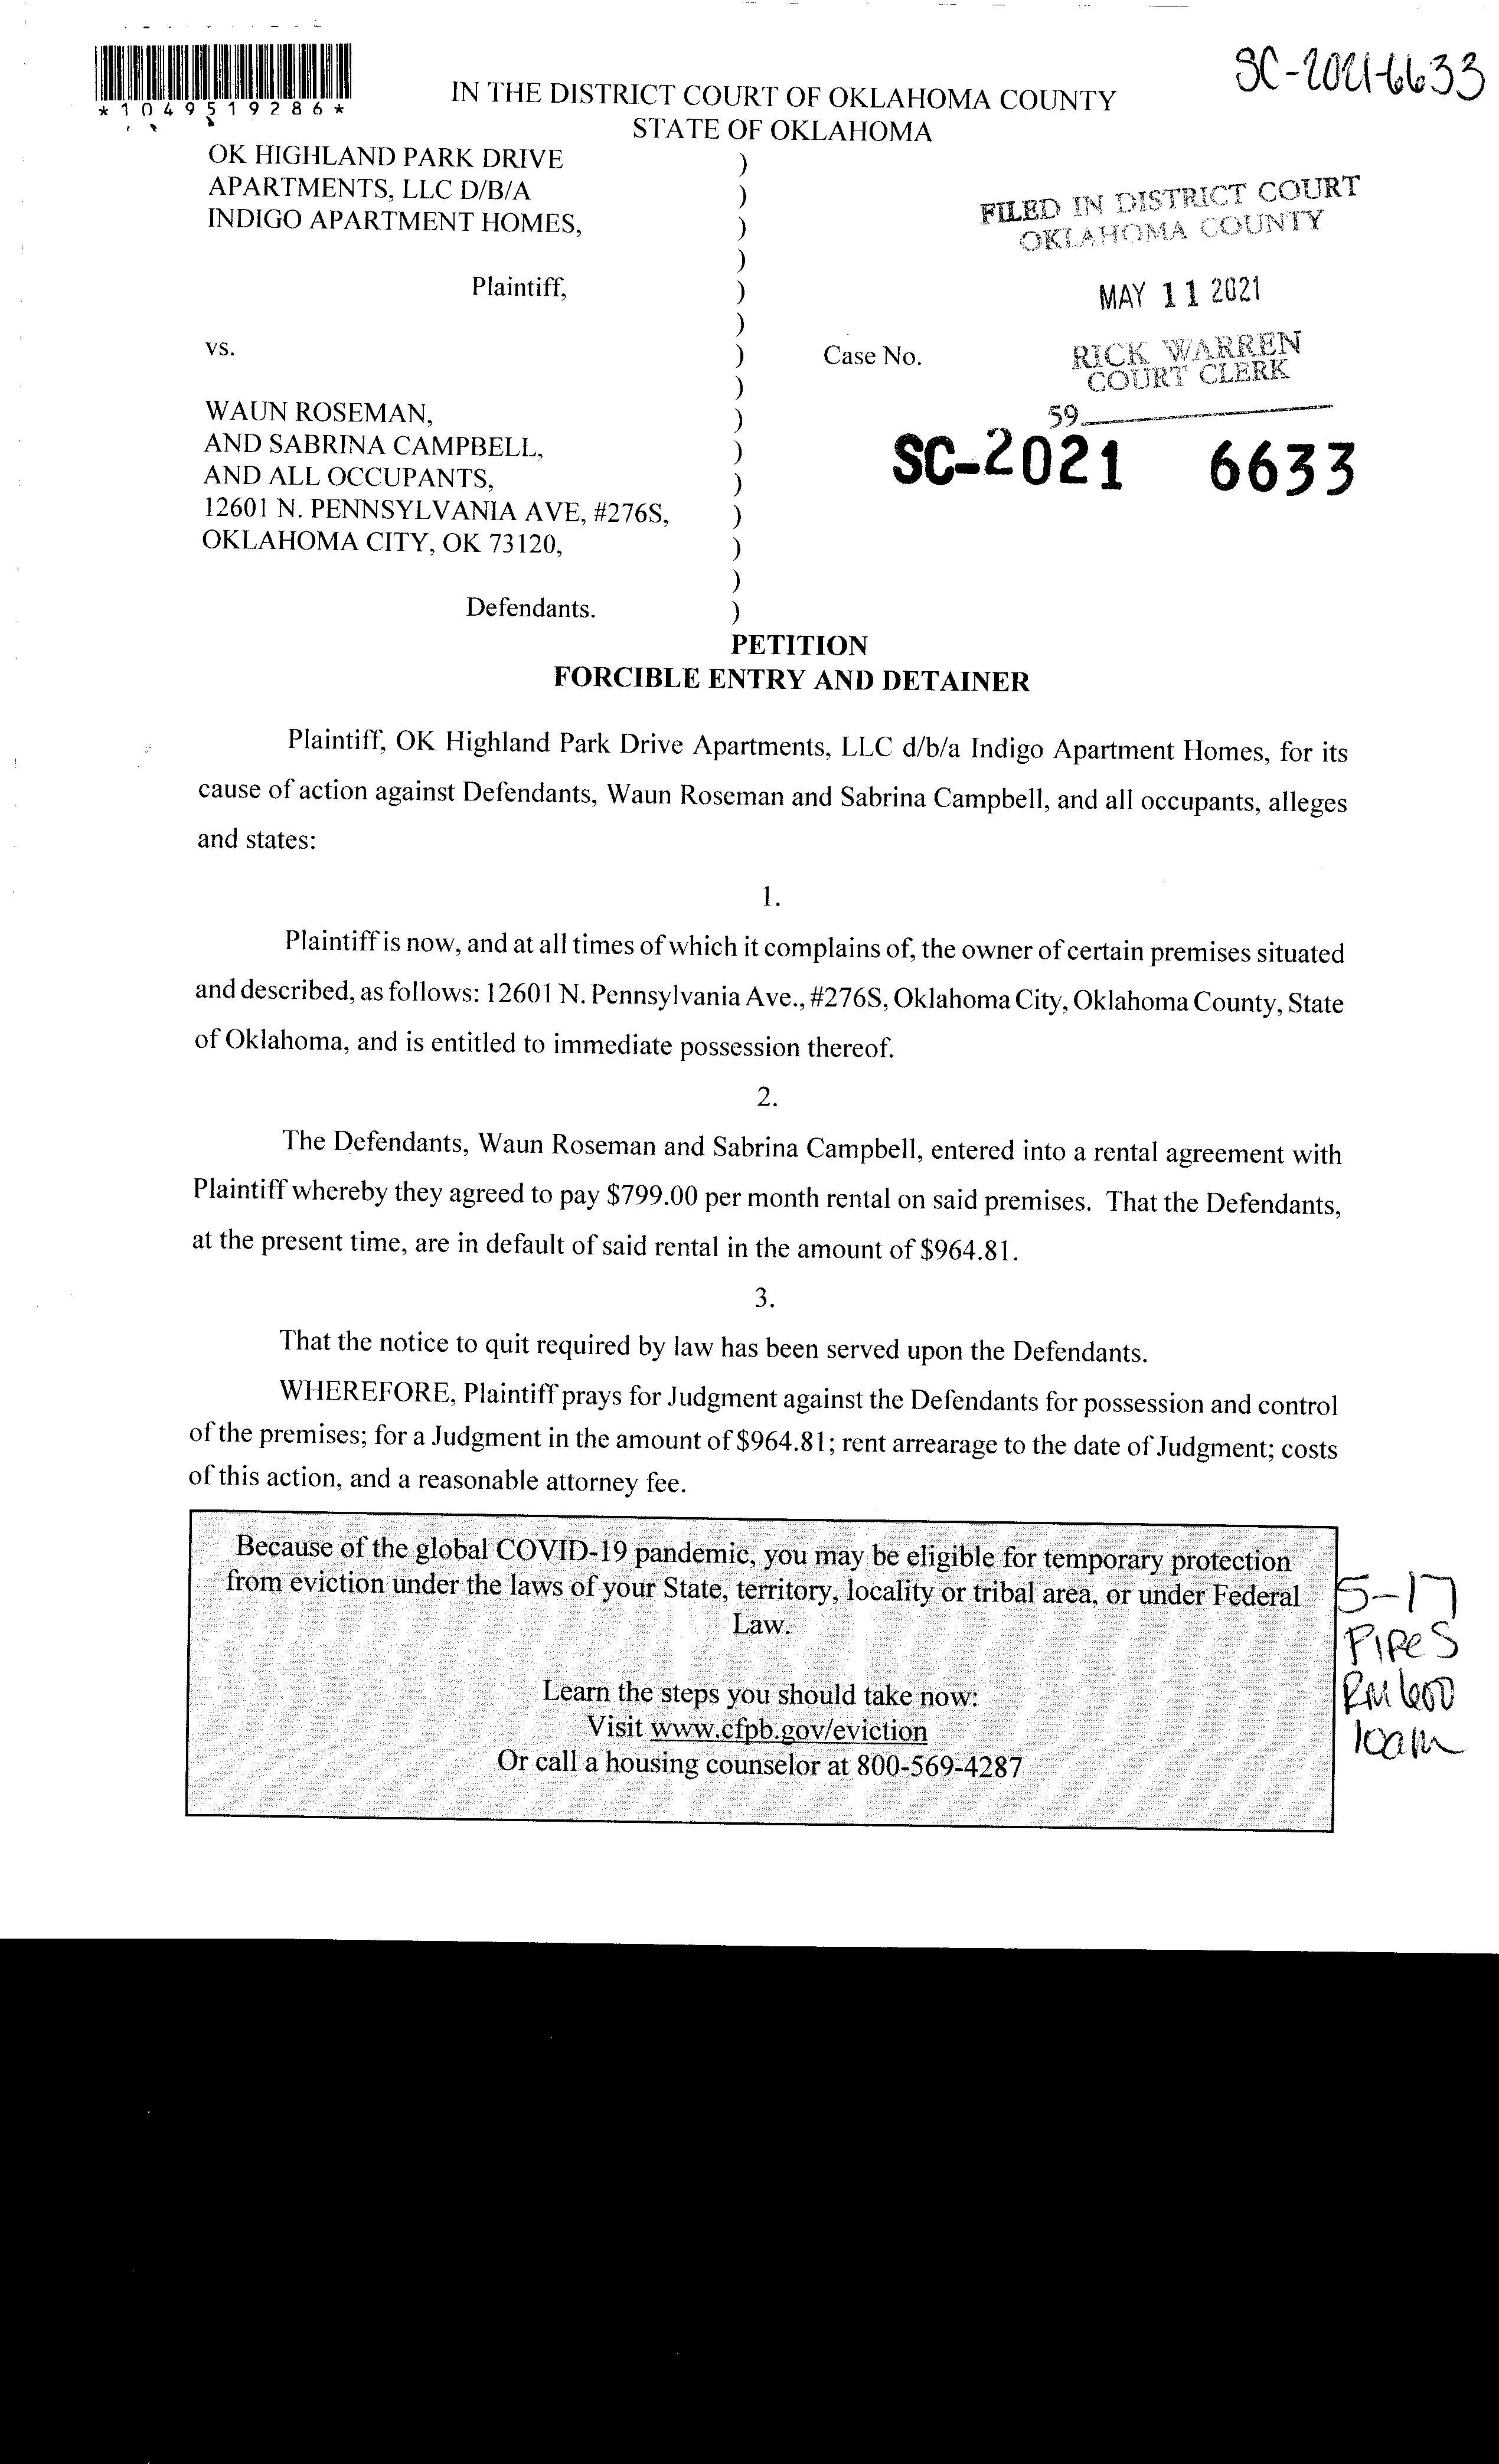 SC-2021-6633
*1049519286*
IN THE DISTRICT COURT OF OKLAHOMA COUNTY
STATE OF OKLAHOMA
OK HIGHLAND PARK DRIVE )
APARTMENTS, LLC D/B/A )
INDIGO APARTMENT HOMES, )
)
Plaintiff, )
)
vs. ) Case No.
)
WAUN ROSEMAN, )
AND SABRINA CAMPBELL, )
AND ALL OCCUPANTS, )
12601 N. PENNSYLVANIA AVE, #276S, )
OKLAHOMA CITY, OK 73120, )
)
Defendants. )
FILED IN DISTRICT COURT
OKLAHOMA COUNTY
MAY 11 2021
RICK WARREN
COURT CLERK
59
SC-2021 6633
PETITION
FORCIBLE ENTRY AND DETAINER
Plaintiff, OK Highland Park Drive Apartments, LLC d/b/a Indigo Apartment Homes, for its
cause of action against Defendants, Waun Roseman and Sabrina Campbell, and all occupants, alleges
and states:
1.
Plaintiff is now, and at all times of which it complains of, the owner of certain premises situated
and described, as follows: 12601 N. Pennsylvania Ave., #276S, Oklahoma City, Oklahoma County, State
of Oklahoma, and is entitled to immediate possession thereof.
2.
The Defendants, Waun Roseman and Sabrina Campbell, entered into a rental agreement with
Plaintiff whereby they agreed to pay $799.00 per month rental on said premises. That the Defendants,
at the present time, are in default of said rental in the amount of $964.81.
3.
That the notice to quit required by law has been served upon the Defendants.
WHEREFORE, Plaintiff prays for Judgment against the Defendants for possession and control
of the premises; for a Judgment in the amount of $964.81; rent arrearage to the date of Judgment; costs
of this action, and a reasonable attorney fee.
Because of the global COVID-19 pandemic, you may be eligible for temporary protection
from eviction under the laws of your State, territory, locality or tribal area, or under Federal
Law.
Learn the steps you should take now:
Visit www.cfpb.gov/eviction
Or call a housing counselor at 800-569-4287
5-17
PIPeS
RM 600
10am